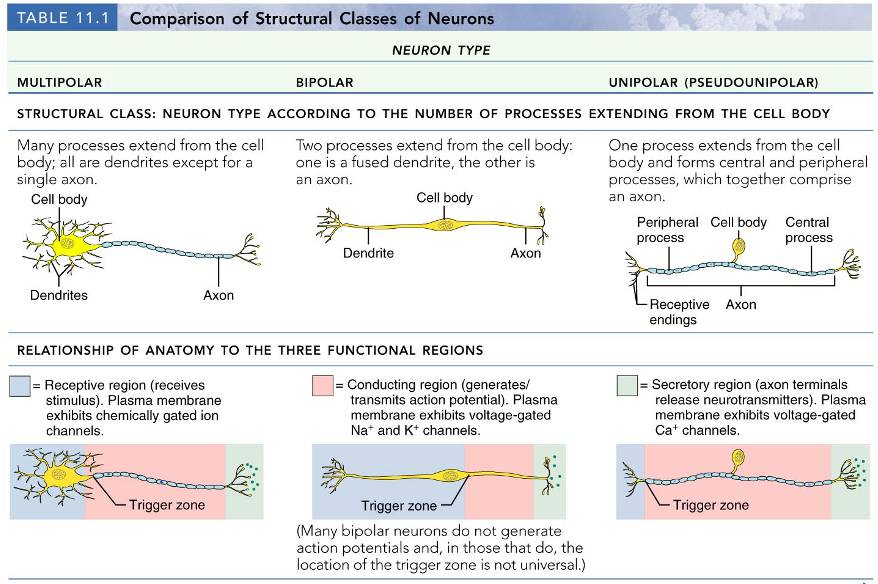 TABLE 11.1 Comparison of Structural Classes of Neurons
NEURON TYPE
MULTIPOLAR BIPOLAR UNIPOLAR (PSEUDOUNIPOLAR)
STRUCTURAL CLASS: NEURON TYPE ACCORDING TO THE NUMBER OF PROCESSES EXTENDING FROM THE CELL BODY
Many processes extend from the cell
body; all are dendrites except for a
single axon.
Cell body
Dendrites
Axon
Two processes extend from the cell body:
one is a fused dendrite, the other is
an axon.
Cell body
Dendrite
Axon
One process extends from the cell
body and forms central and peripheral
processes, which together comprise
an axon.
Peripheral
process
Cell body
Central
process
Receptive
endings
Axon
RELATIONSHIP OF ANATOMY TO THE THREE FUNCTIONAL REGIONS
= Receptive region (receives
stimulus). Plasma membrane
exhibits chemically gated ion
channels.
Trigger zone
= Conducting region (generates/
transmits action potential). Plasma
membrane exhibits voltage-gated
Na⁺ and K⁺ channels.
Trigger zone
(Many bipolar neurons do not generate
action potentials and, in those that do, the
location of the trigger zone is not universal.)
= Secretory region (axon terminals
release neurotransmitters). Plasma
membrane exhibits voltage-gated
Ca⁺ channels.
Trigger zone